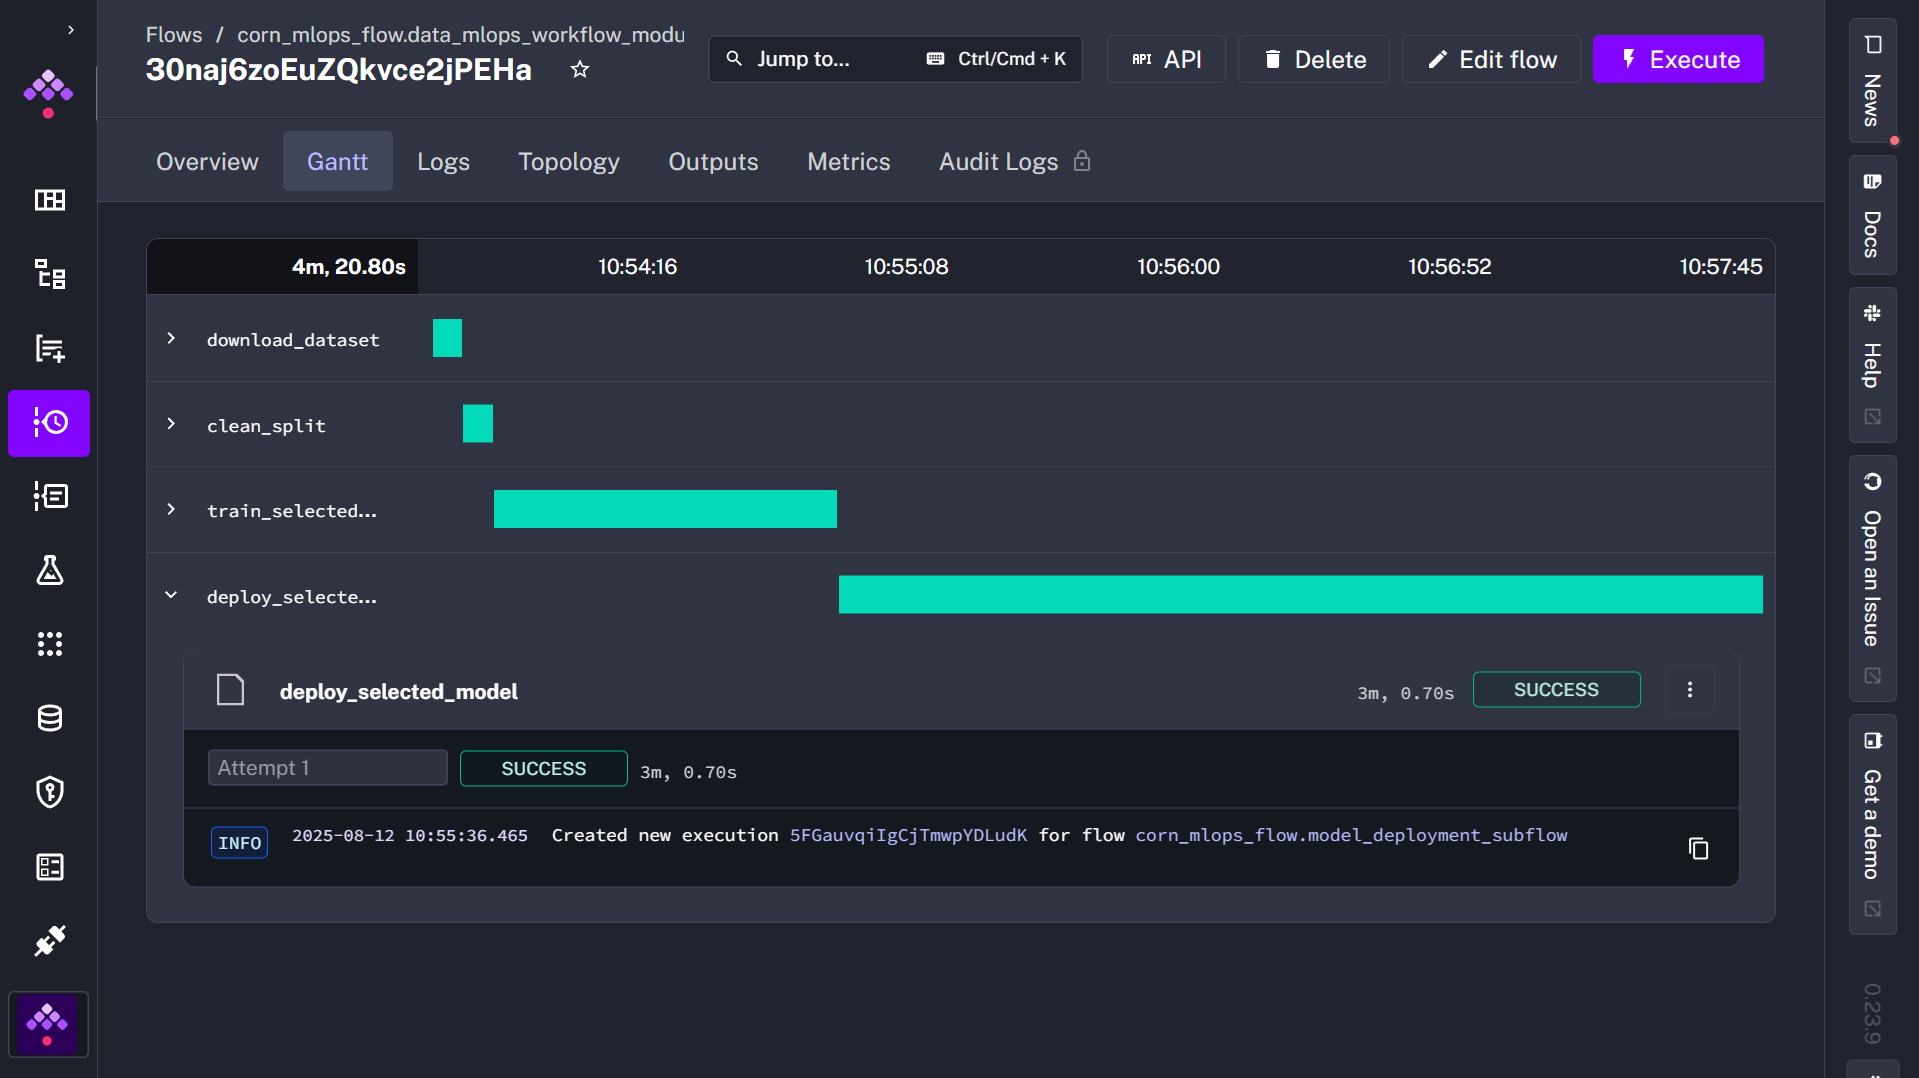 Flows / corn_mlops_flow.data_mlops_workflow_modu
30naj6zoEuZQkvce2jPEHa
Jump to... Ctrl/Cmd + K
API API
Delete
Edit flow
Execute
Overview Gantt Logs Topology Outputs Metrics Audit Logs
4m, 20.80s 10:54:16 10:55:08 10:56:00 10:56:52 10:57:45
download_dataset
clean_split
train_selected...
deploy_selecte...
deploy_selected_model 3m, 0.70s SUCCESS
Attempt 1 SUCCESS 3m, 0.70s
INFO 2025-08-12 10:55:36.465 Created new execution 5FGauvqiIgCjTmwpYDLudK for flow corn_mlops_flow.model_deployment_subflow
News
Docs
Help
Open an Issue
Get a demo
0.23.9